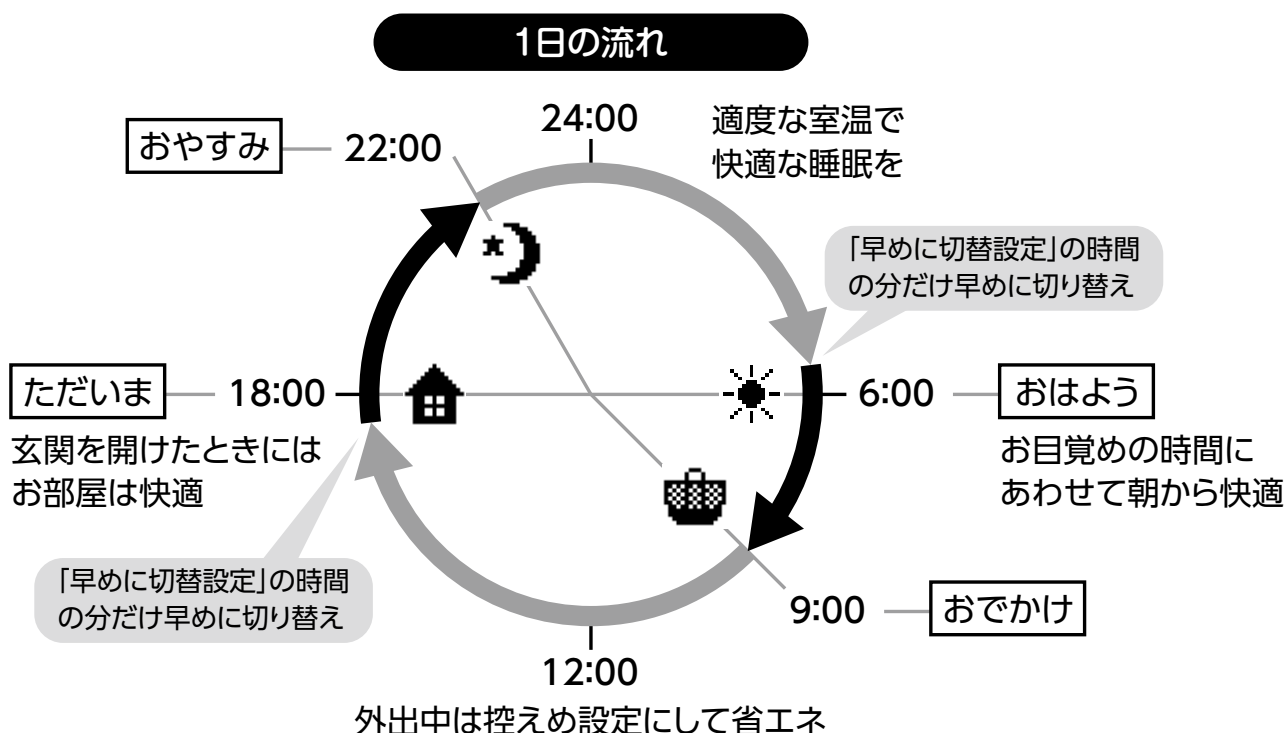 1日の流れ
24:00
適度な室温で
快適な睡眠を
おやすみ
22:00
「早めに切替設定」の時間
の分だけ早めに切り替え
ただいま
18:00
6:00
おはよう
玄関を開けたときには
お部屋は快適
お目覚めの時間に
あわせて朝から快適
「早めに切替設定」の時間
の分だけ早めに切り替え
9:00
おでかけ
12:00
外出中は控えめ設定にして省エネ